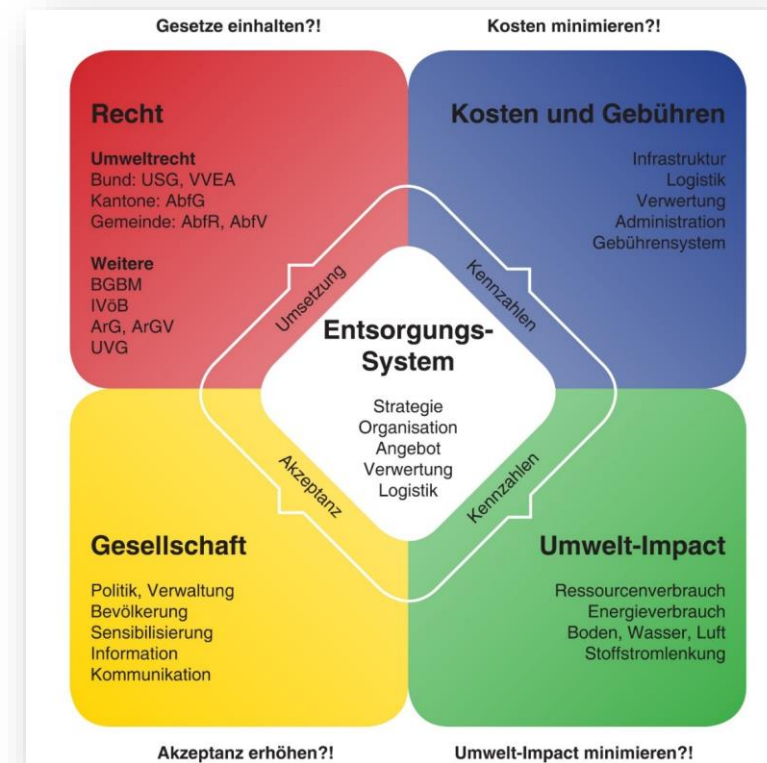 Gesetze einhalten?!
Kosten minimieren?!
Recht
Umweltrecht
Bund: USG, VVEA
Kantone: AbfG
Gemeinde: AbfR, AbfV
Weitere
BGBM
IVöB
ArG, ArGV
UVG
Kosten und Gebühren
Infrastruktur
Logistik
Verwertung
Administration
Gebührensystem
Umsetzung
Kennzahlen
Entsorgungs-
System
Strategie
Organisation
Angebot
Verwertung
Logistik
Akzeptanz
Kennzahlen
Gesellschaft
Politik, Verwaltung
Bevölkerung
Sensibilisierung
Information
Kommunikation
Umwelt-Impact
Ressourcenverbrauch
Energieverbrauch
Boden, Wasser, Luft
Stoffstromlenkung
Akzeptanz erhöhen?!
Umwelt-Impact minimieren?!